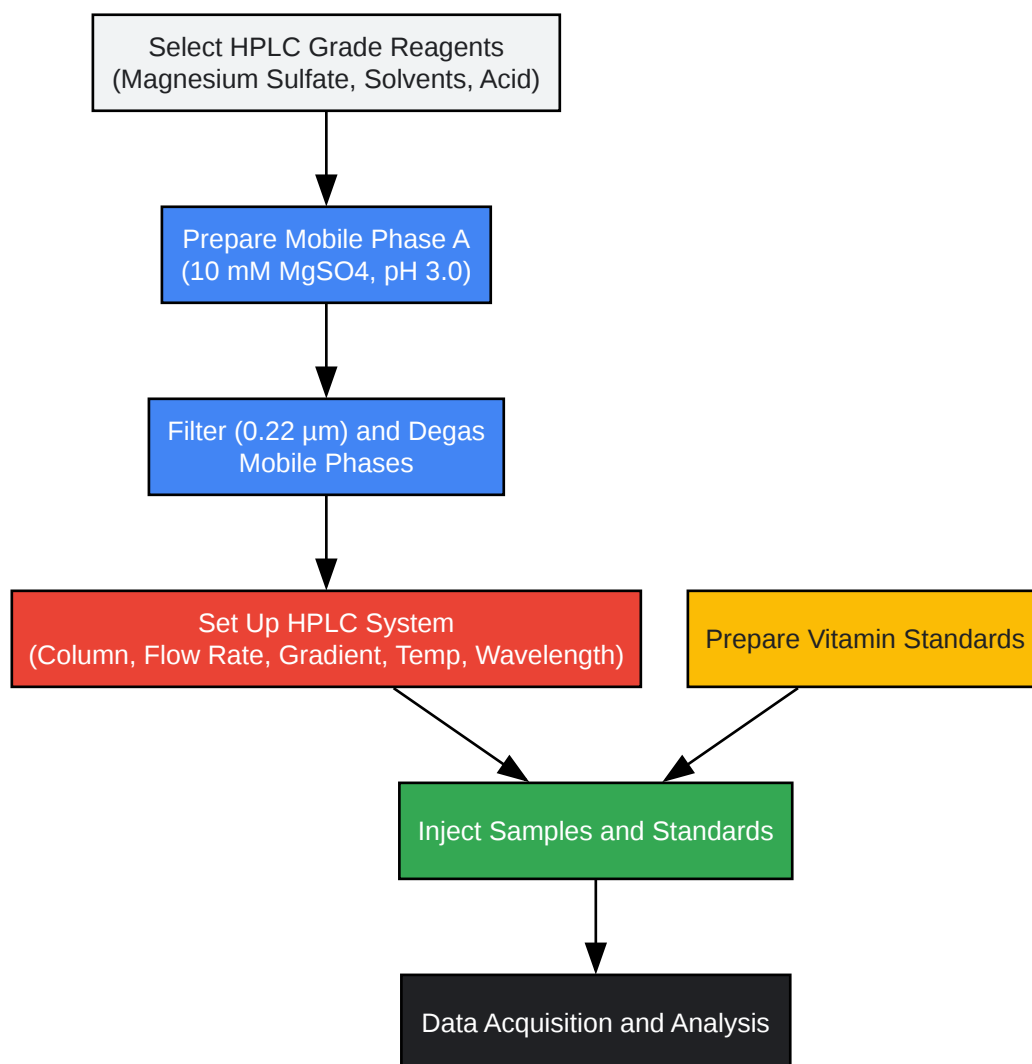 Select HPLC Grade Reagents
(Magnesium Sulfate, Solvents, Acid)
Prepare Mobile Phase A
(10 mM MgSO4, pH 3.0)
Filter (0.22 µm) and Degas
Mobile Phases
Set Up HPLC System
(Column, Flow Rate, Gradient, Temp, Wavelength)
Prepare Vitamin Standards
Inject Samples and Standards
Data Acquisition and Analysis